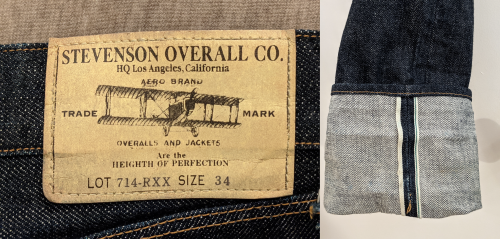 STEVENSON OVERALL CO.
HQ Los Angeles, California
AERO BRAND
TRADE MARK
OVERALLS AND JACKETS
Are the
HEIGHTH OF PERFECTION
LOT 714-RXX SIZE 34